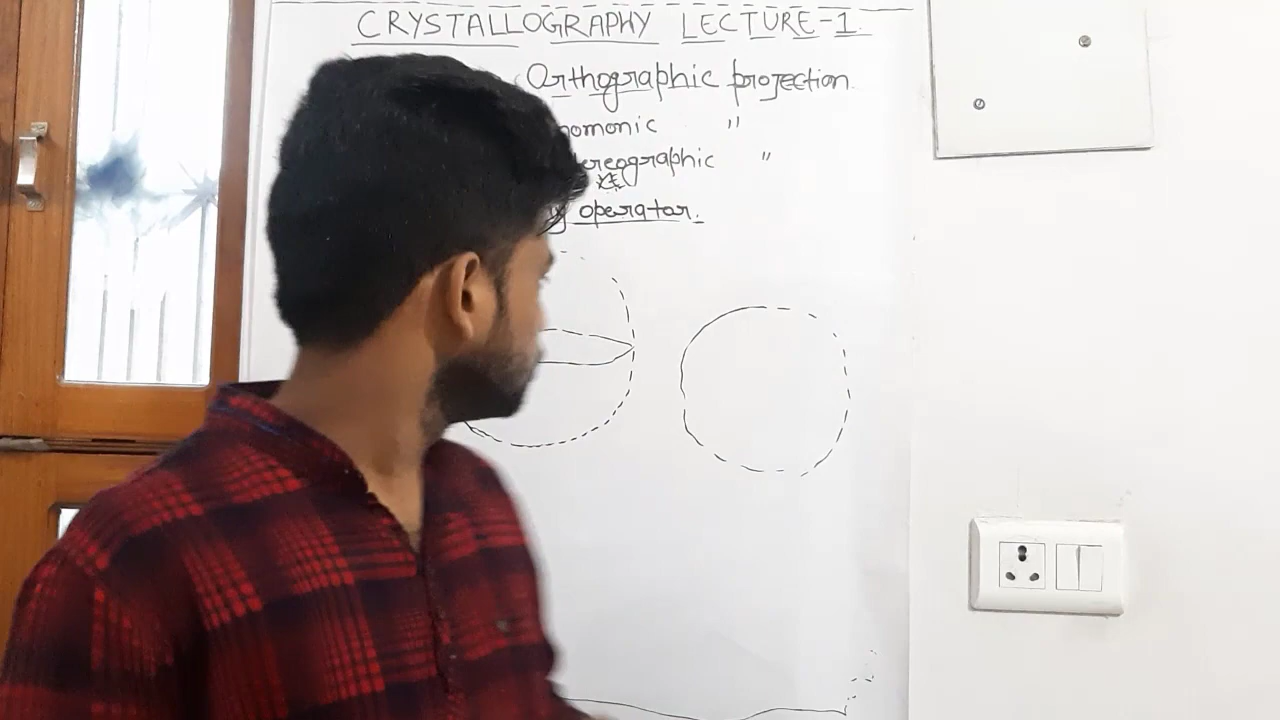 CRYSTALLOGRAPHY LECTURE-1.
Orthographic projection.
"
"
operator.